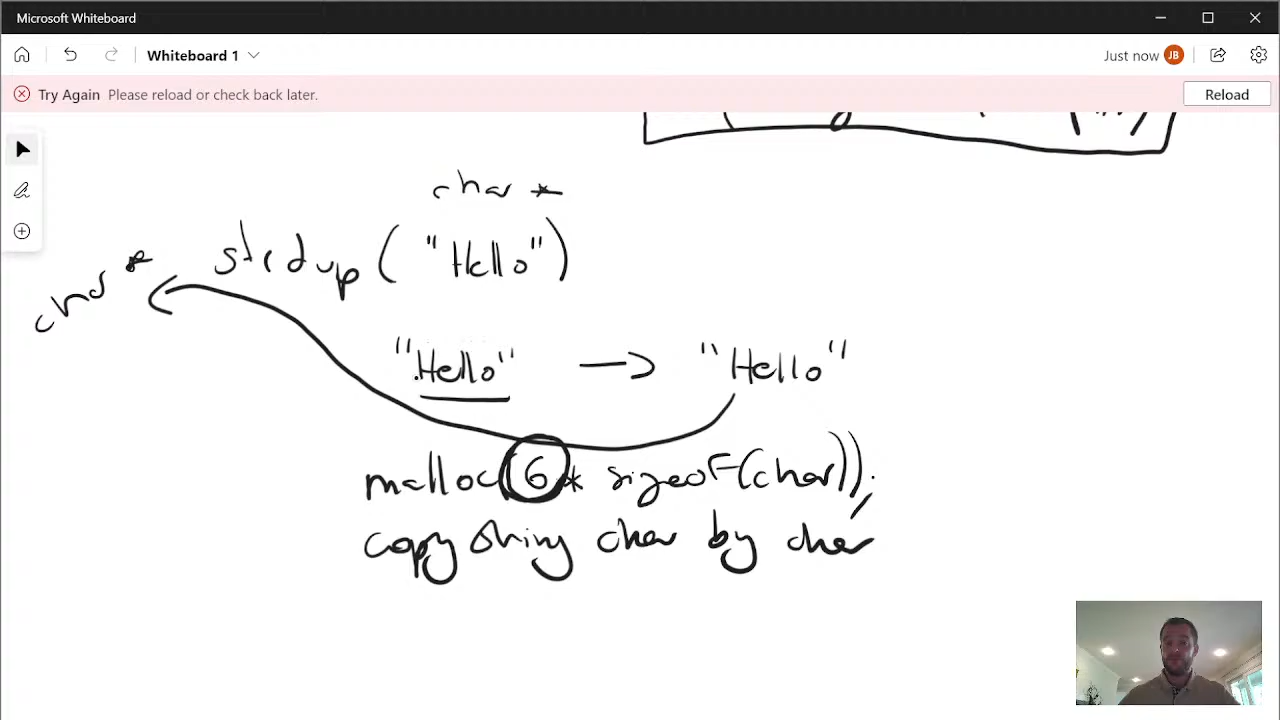 Microsoft Whiteboard
Whiteboard 1
Just now JB
Try Again Please reload or check back later.
Reload
char *
char * strdup ( "Hello" )
"Hello" → "Hello"
malloc(6 * sizeof(char));
copy string char by char